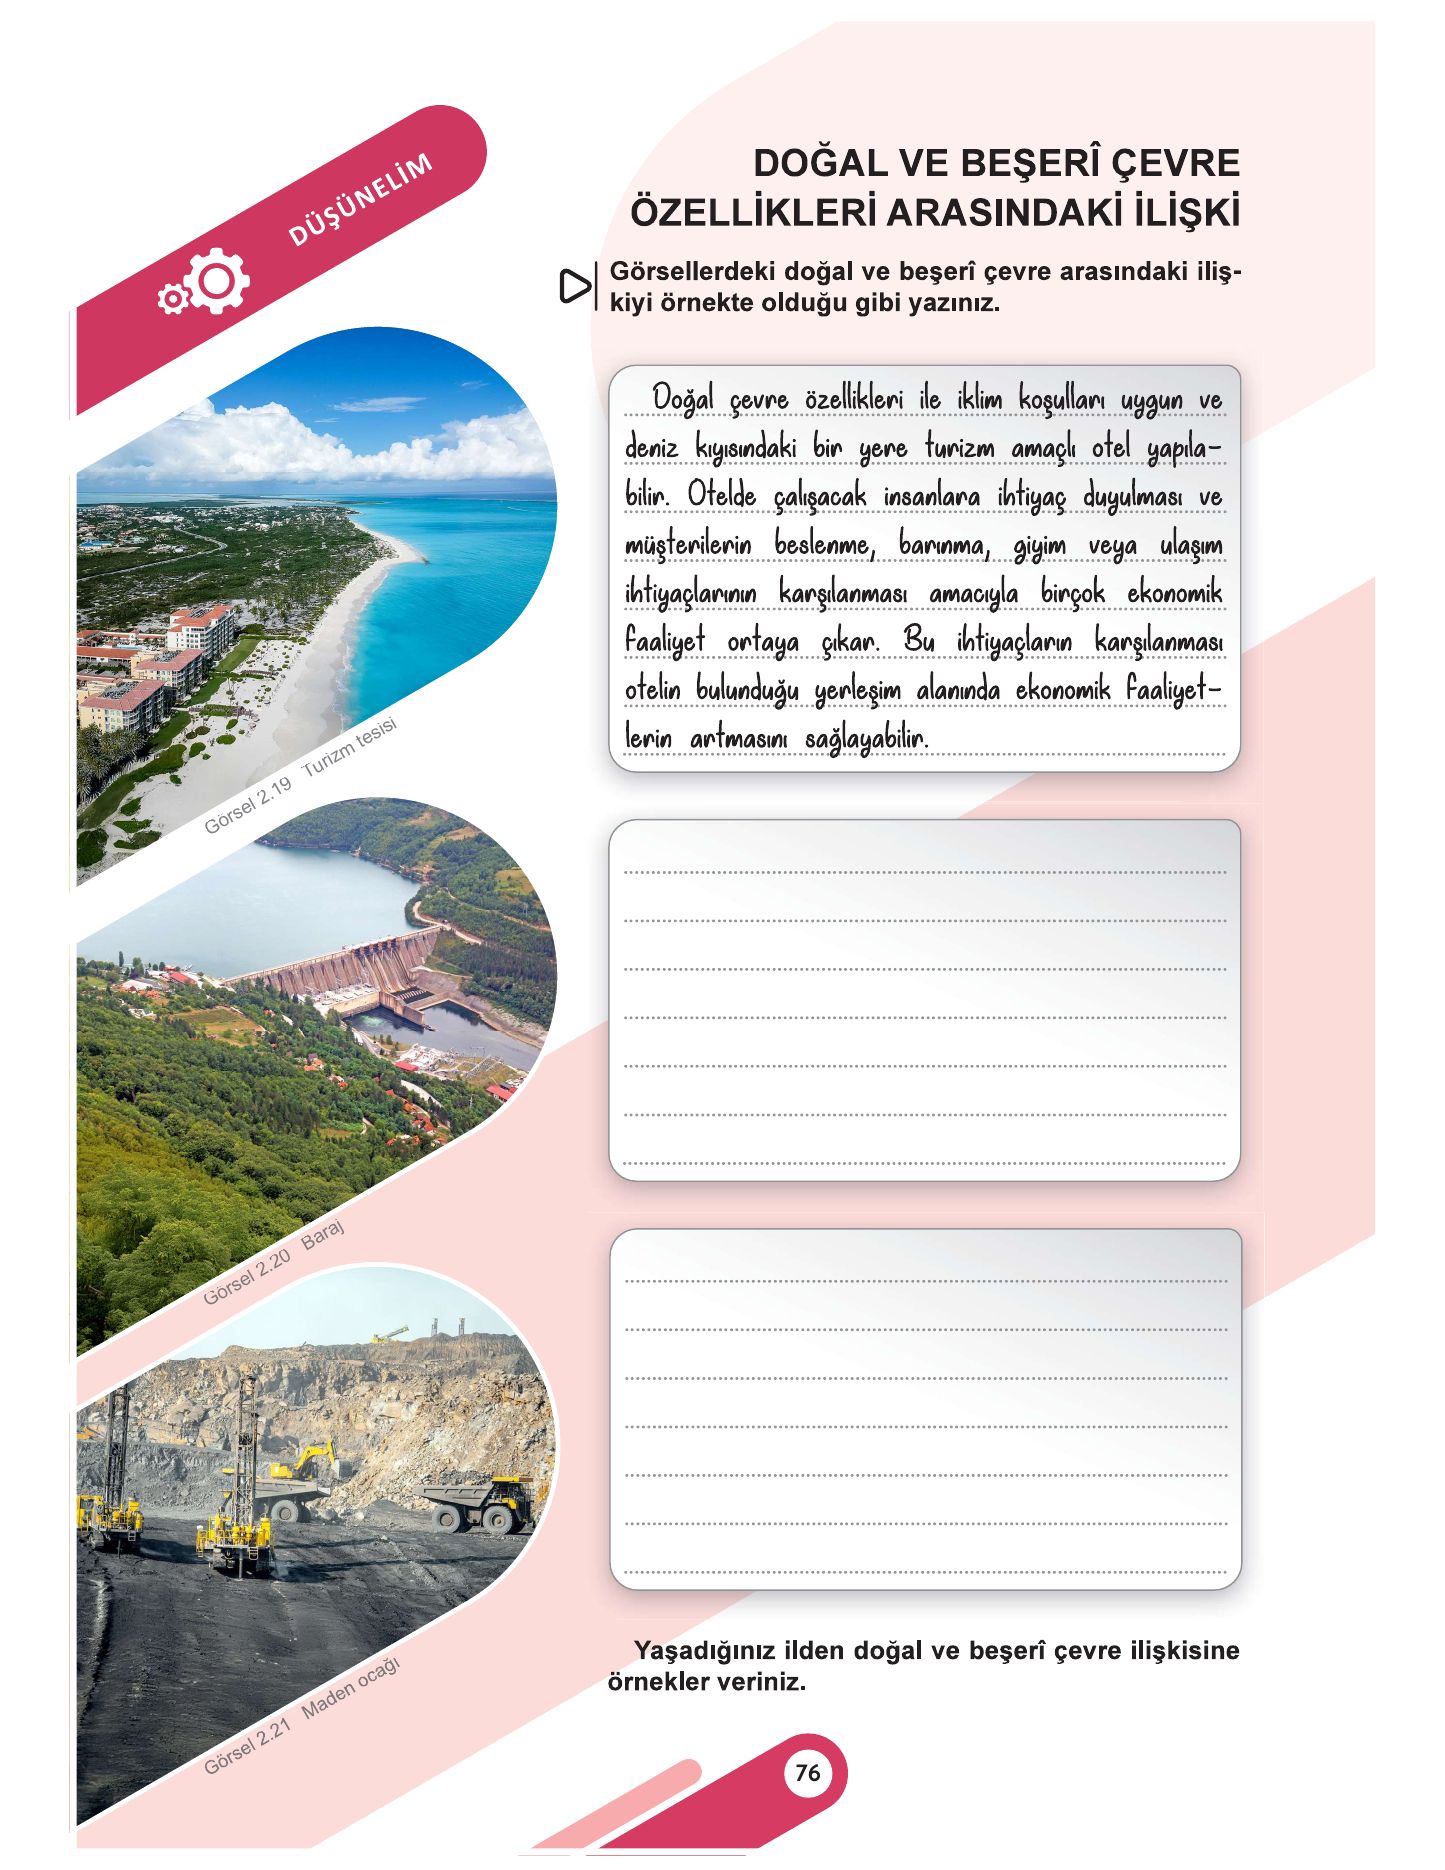 DÜŞÜNELİM
DOĞAL VE BEŞERÎ ÇEVRE
ÖZELLİKLERİ ARASINDAKİ İLİŞKİ
Görsellerdeki doğal ve beşerî çevre arasındaki iliş-
kiyi örnekte olduğu gibi yazınız.
Doğal çevre özellikleri ile iklim koşulları uygun ve
deniz kıyısındaki bir yere turizm amaçlı otel yapıla-
bilir. Otelde çalışacak insanlara ihtiyaç duyulması ve
müşterilerin beslenme, barınma, giyim veya ulaşım
ihtiyaçlarının karşılanması amacıyla birçok ekonomik
faaliyet ortaya çıkar. Bu ihtiyaçların karşılanması
otelin bulunduğu yerleşim alanında ekonomik faaliyet-
lerin artmasını sağlayabilir.
Görsel 2.19 Turizm tesisi
Görsel 2.20 Baraj
Görsel 2.21 Maden ocağı
Yaşadığınız ilden doğal ve beşerî çevre ilişkisine
örnekler veriniz.
76